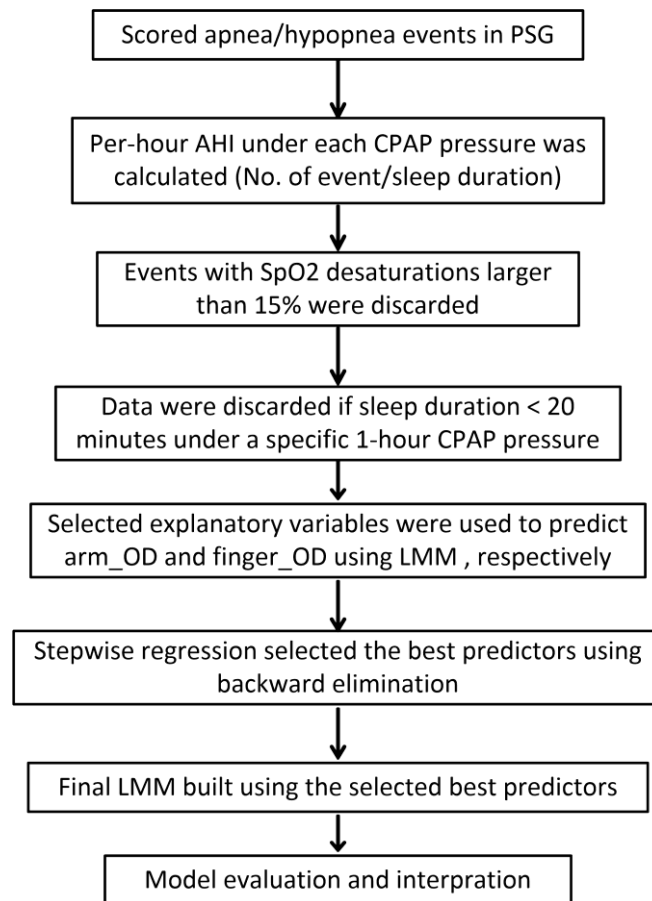 Scored apnea/hypopnea events in PSG
Per-hour AHI under each CPAP pressure was
calculated (No. of event/sleep duration)
Events with SpO2 desaturations larger
than 15% were discarded
Data were discarded if sleep duration < 20
minutes under a specific 1-hour CPAP pressure
Selected explanatory variables were used to predict
arm_OD and finger_OD using LMM , respectively
Stepwise regression selected the best predictors using
backward elimination
Final LMM built using the selected best predictors
Model evaluation and interpration